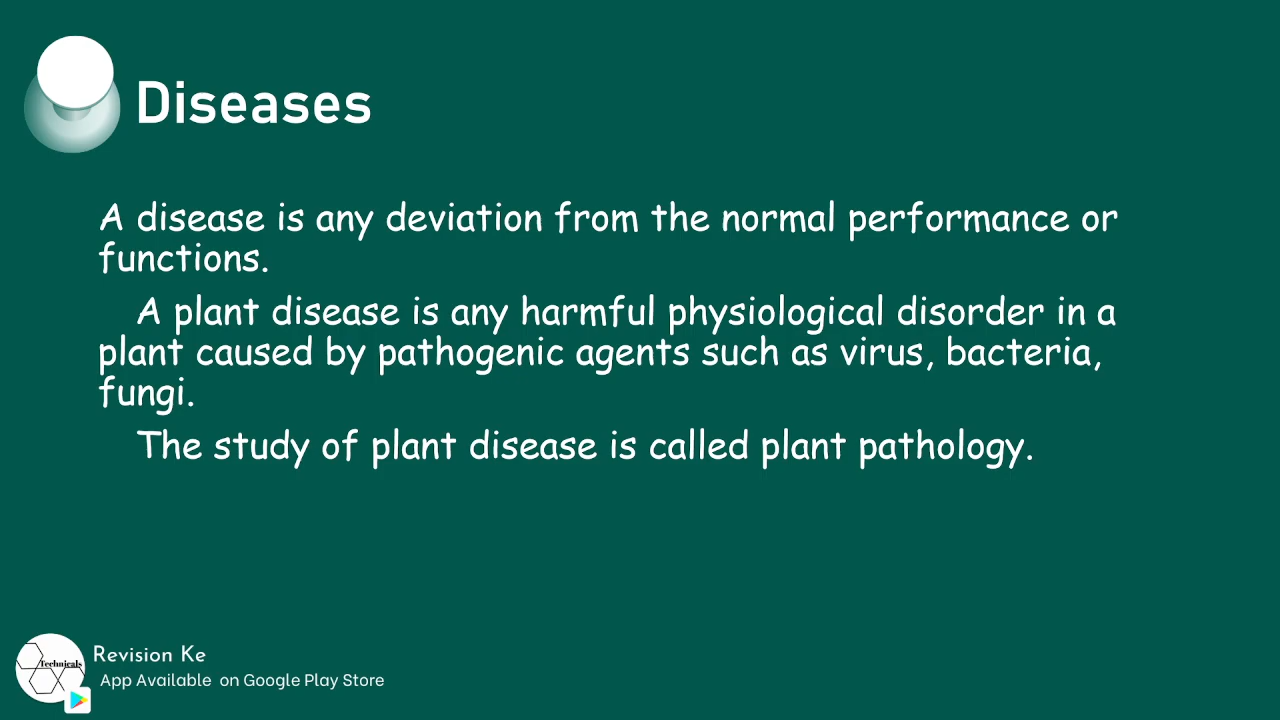 Diseases
A disease is any deviation from the normal performance or
functions.
A plant disease is any harmful physiological disorder in a
plant caused by pathogenic agents such as virus, bacteria,
fungi.
The study of plant disease is called plant pathology.
Technicals
Revision Ke
App Available on Google Play Store